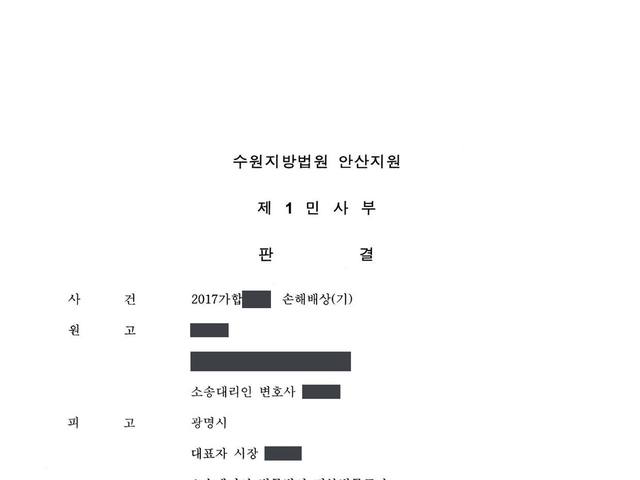 수원지방법원 안산지원
제 1 민 사 부
판 결
사 건 2017가합 손해배상(기)
원 고
소송대리인 변호사
피 고 광명시
대표자 시장